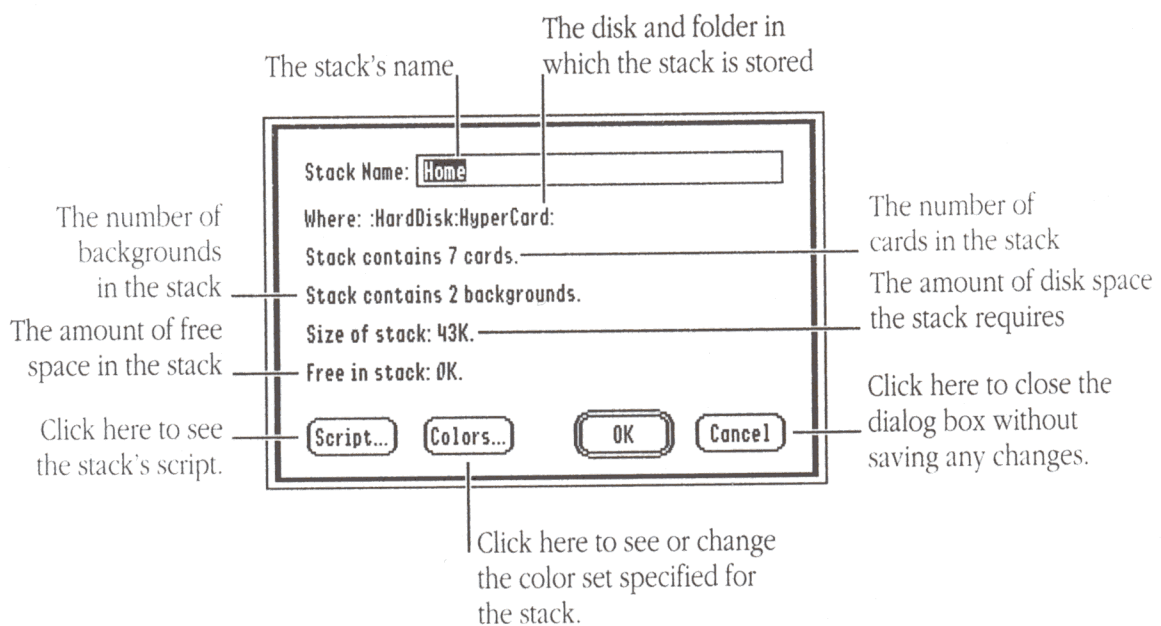 The disk and folder in
which the stack is stored
The stack's name
Stack Name: Home
Where: :HardDisk:HyperCard:
Stack contains 7 cards.
Stack contains 2 backgrounds.
Size of stack: 43K.
Free in stack: 0K.
Script...
Colors...
OK
Cancel
The number of
backgrounds
in the stack
The amount of free
space in the stack
Click here to see
the stack's script.
The number of
cards in the stack
The amount of disk space
the stack requires
Click here to close the
dialog box without
saving any changes.
Click here to see or change
the color set specified for
the stack.